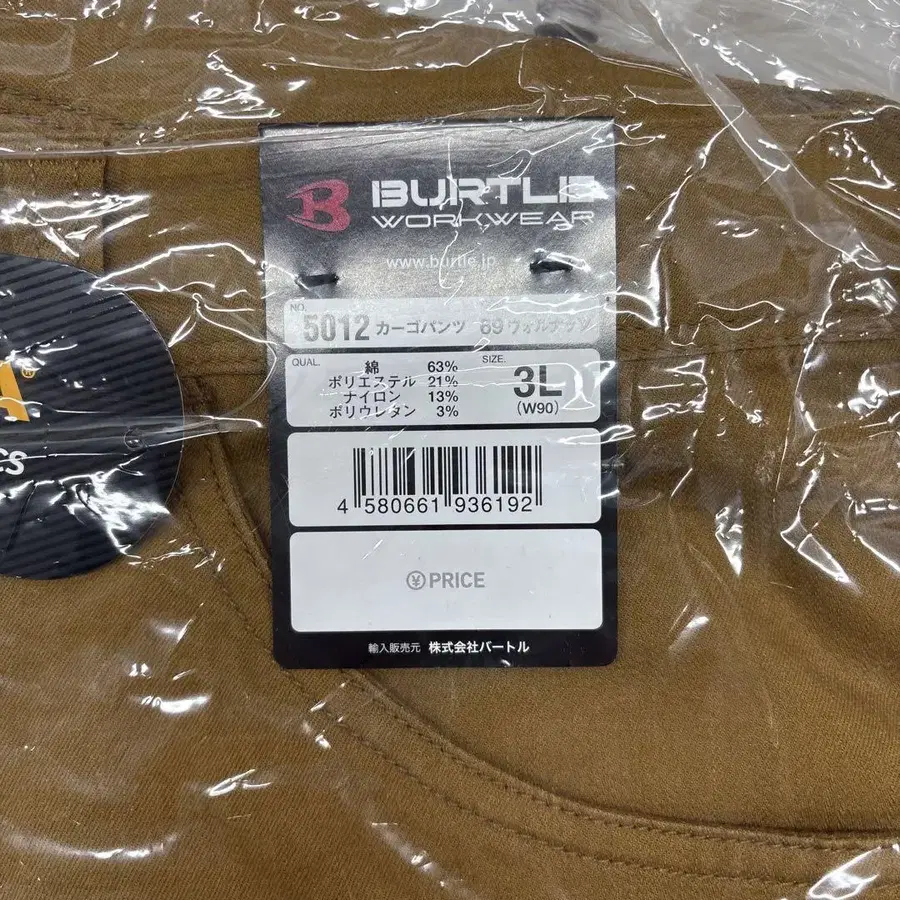 BURTLE
WORKWEAR
www.burtle.jp
NO.
5012 カーゴパンツ 69 ウォルナッツ
QUAL.
綿 63%
ポリエステル 21%
ナイロン 13%
ポリウレタン 3%
SIZE.
3L
(W90)
4 580661 936192
¥PRICE
輸入販売元 株式会社バートル
A®
CS